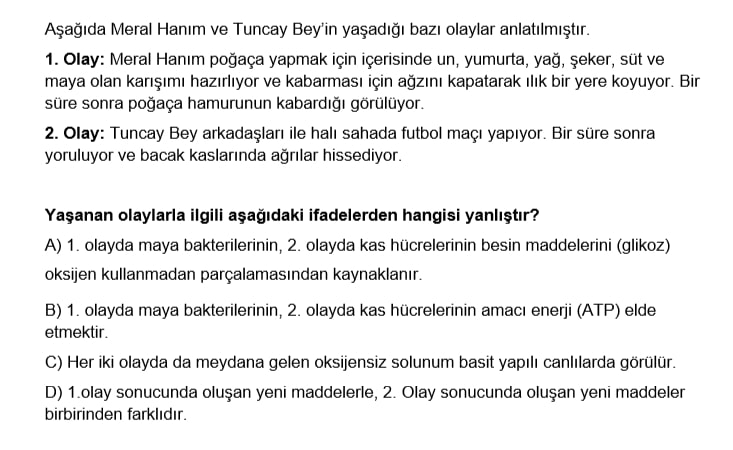 Aşağıda Meral Hanım ve Tuncay Bey’in yaşadığı bazı olaylar anlatılmıştır.
1. Olay: Meral Hanım poğaça yapmak için içerisinde un, yumurta, yağ, şeker, süt ve
maya olan karışımı hazırlıyor ve kabarması için ağzını kapatarak ılık bir yere koyuyor. Bir
süre sonra poğaça hamurunun kabardığı görülüyor.
2. Olay: Tuncay Bey arkadaşları ile halı sahada futbol maçı yapıyor. Bir süre sonra
yoruluyor ve bacak kaslarında ağrılar hissediyor.
Yaşanan olaylarla ilgili aşağıdaki ifadelerden hangisi yanlıştır?
A) 1. olayda maya bakterilerinin, 2. olayda kas hücrelerinin besin maddelerini (glikoz)
oksijen kullanmadan parçalamasından kaynaklanır.
B) 1. olayda maya bakterilerinin, 2. olayda kas hücrelerinin amacı enerji (ATP) elde
etmektir.
C) Her iki olayda da meydana gelen oksijensiz solunum basit yapılı canlılarda görülür.
D) 1.olay sonucunda oluşan yeni maddelerle, 2. Olay sonucunda oluşan yeni maddeler
birbirinden farklıdır.